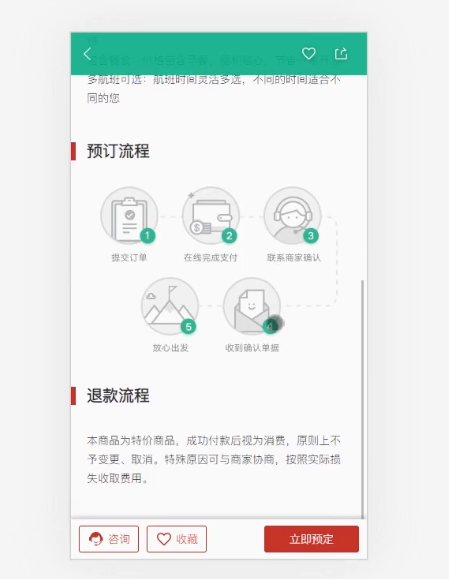 多航班可选：航班时间灵活多选，不同的时间适合不
同的您
预订流程
1
2
3
提交订单
在线完成支付
联系商家确认
5
4
放心出发
收到确认单据
退款流程
本商品为特价商品，成功付款后视为消费，原则上不
予变更、取消。特殊原因可与商家协商，按照实际损
失收取费用。
咨询
收藏
立即预定